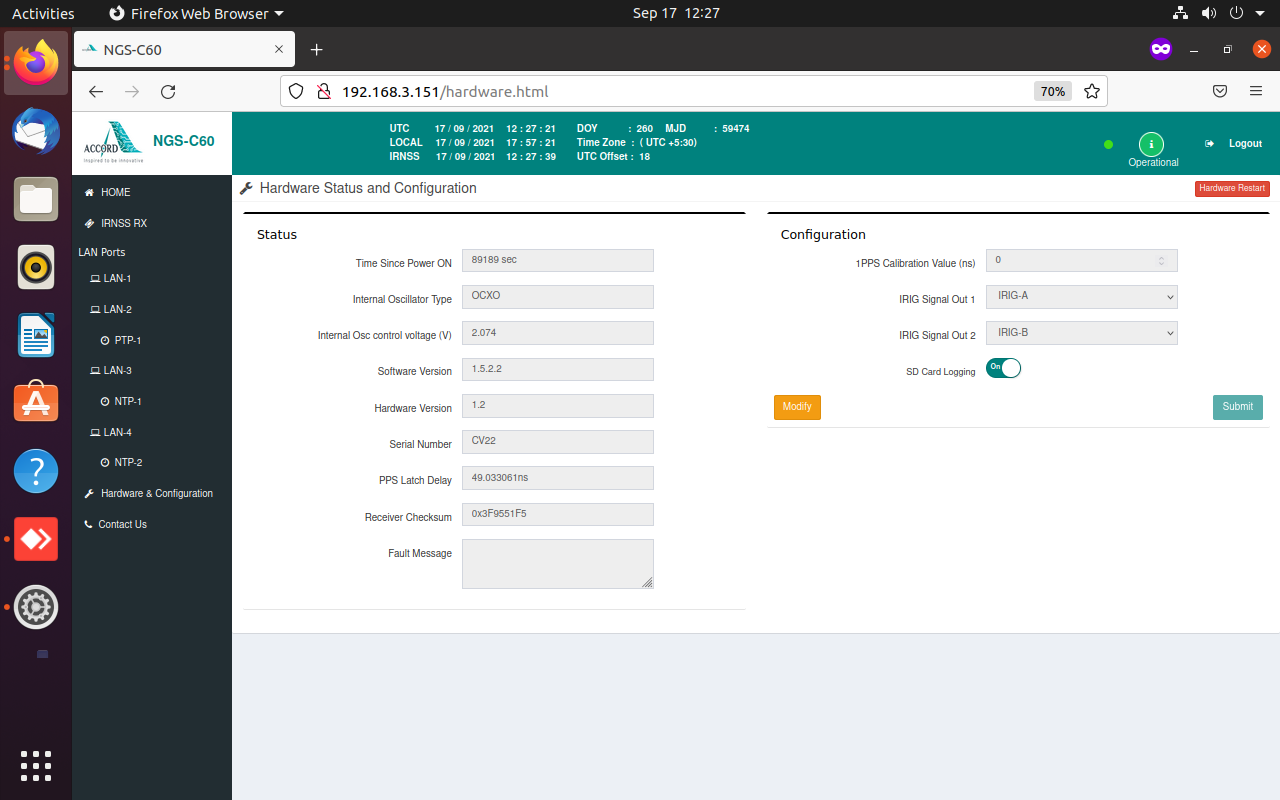 Activities
Firefox Web Browser
Sep 17 12:27
NGS-C60
192.168.3.151/hardware.html
70%
ACCORD
Inspired to be innovative
NGS-C60
UTC 17 / 09 / 2021 12 : 27 : 21 DOY : 260 MJD : 59474
LOCAL 17 / 09 / 2021 17 : 57 : 21 Time Zone : ( UTC +5:30)
IRNSS 17 / 09 / 2021 12 : 27 : 39 UTC Offset : 18
Operational
Logout
HOME
IRNSS RX
LAN Ports
LAN-1
LAN-2
PTP-1
LAN-3
NTP-1
LAN-4
NTP-2
Hardware & Configuration
Contact Us
Hardware Status and Configuration
Hardware Restart
Status
Time Since Power ON 89189 sec
Internal Oscillator Type OCXO
Internal Osc control voltage (V) 2.074
Software Version 1.5.2.2
Hardware Version 1.2
Serial Number CV22
PPS Latch Delay 49.033061ns
Receiver Checksum 0x3F9551F5
Fault Message
Configuration
1PPS Calibration Value (ns) 0
IRIG Signal Out 1 IRIG-A
IRIG Signal Out 2 IRIG-B
SD Card Logging On
Modify
Submit